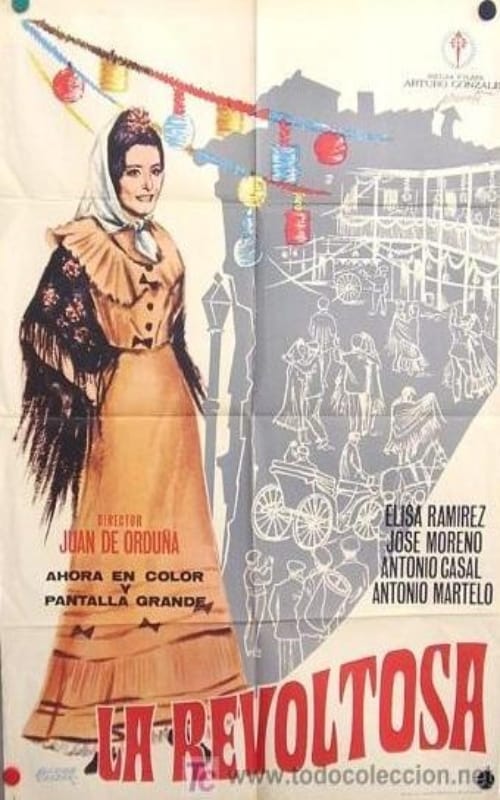 ARTURO GONZALEZ
DIRECTOR
JUAN DE ORDUÑA
AHORA EN COLOR
Y
PANTALLA GRANDE
ELISA RAMIREZ
JOSE MORENO
ANTONIO CASAL
ANTONIO MARTELO
LA REVOLTOSA
TC www.todocoleccion.net